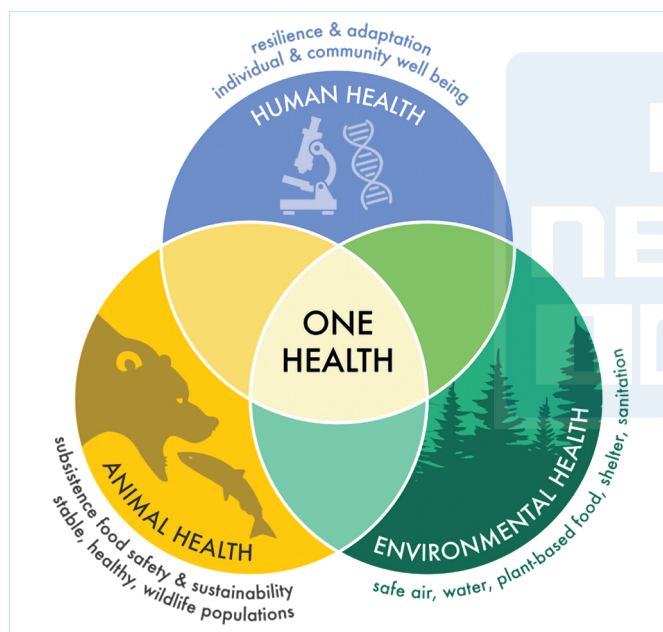 resilience & adaptation
individual & community well being
HUMAN HEALTH
ONE
HEALTH
ANIMAL HEALTH
subsistence food safety & sustainability
stable, healthy, wildlife populations
ENVIRONMENTAL HEALTH
safe air, water, plant-based food, shelter, sanitation